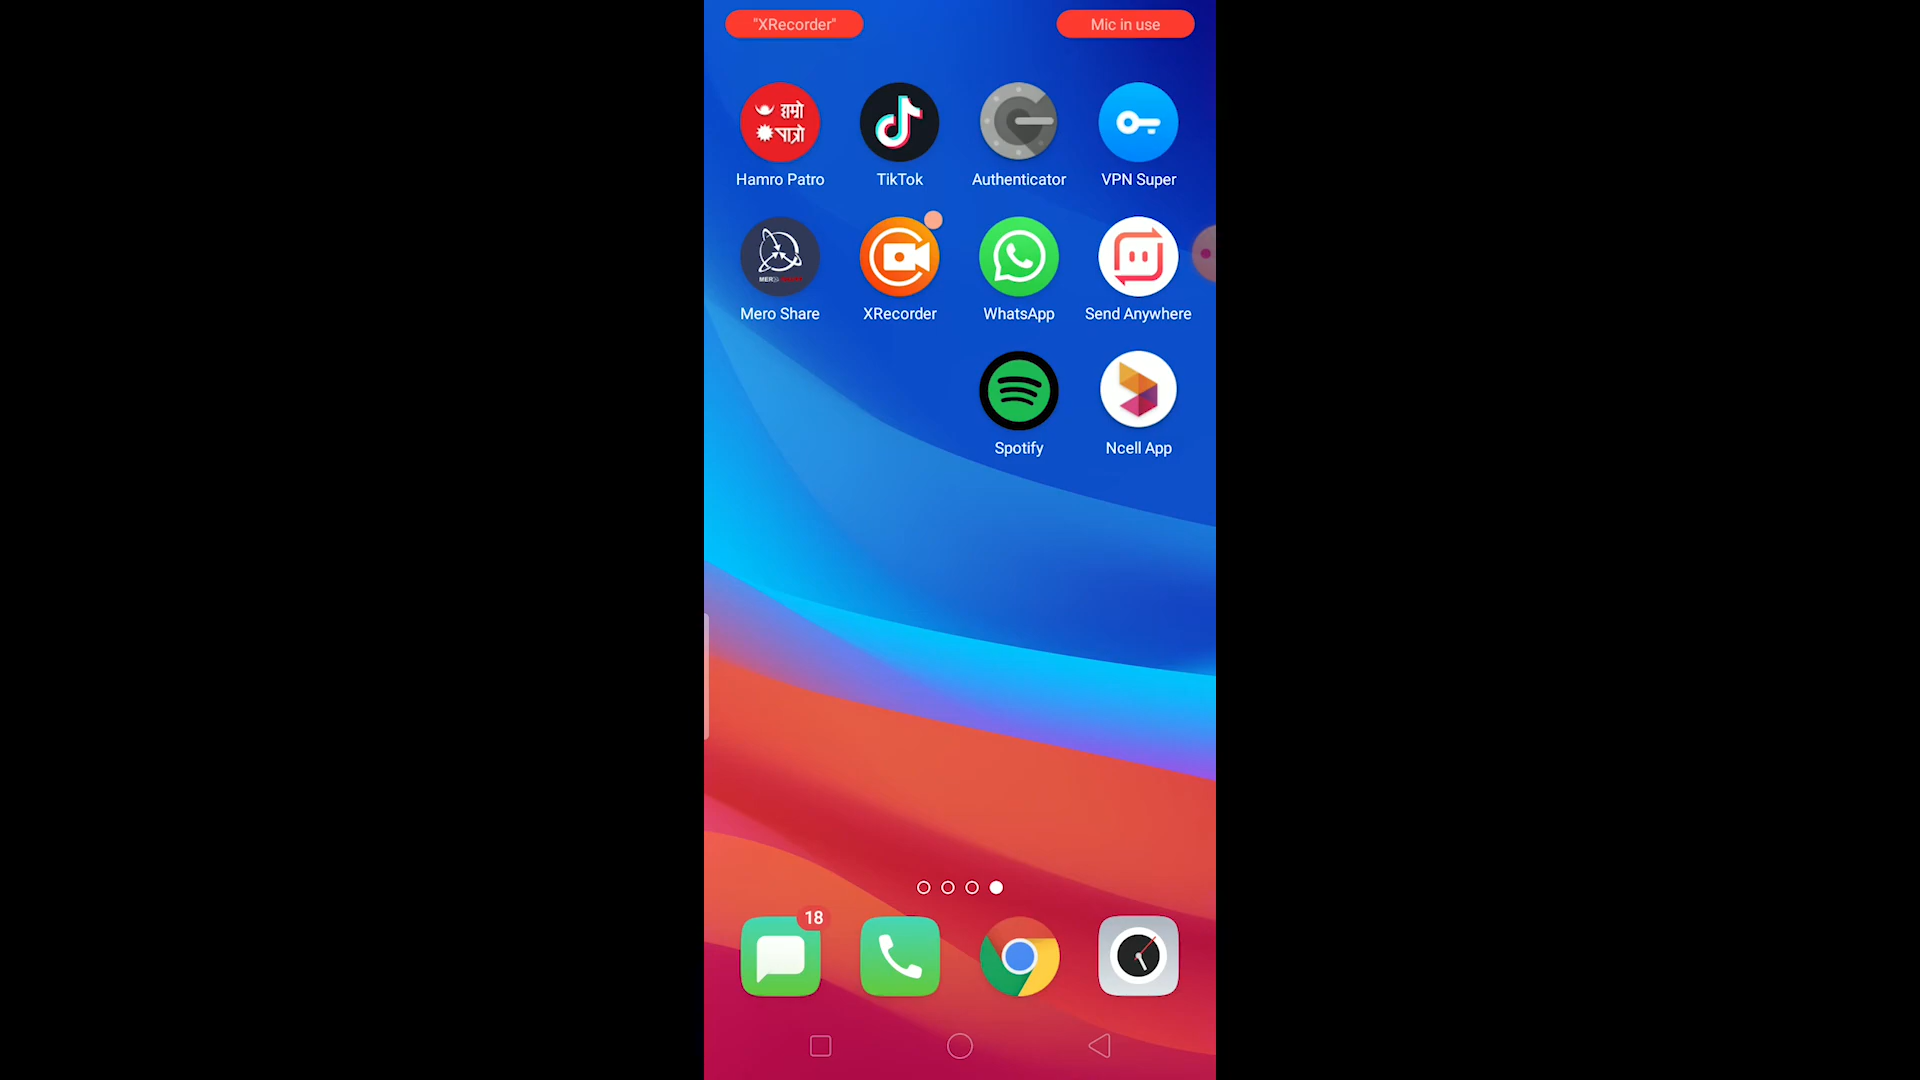 "XRecorder"
Mic in use
हाम्रो
पात्रो
Hamro Patro
TikTok
Authenticator
VPN Super
Mero Share
XRecorder
WhatsApp
Send Anywhere
Spotify
Ncell App
18